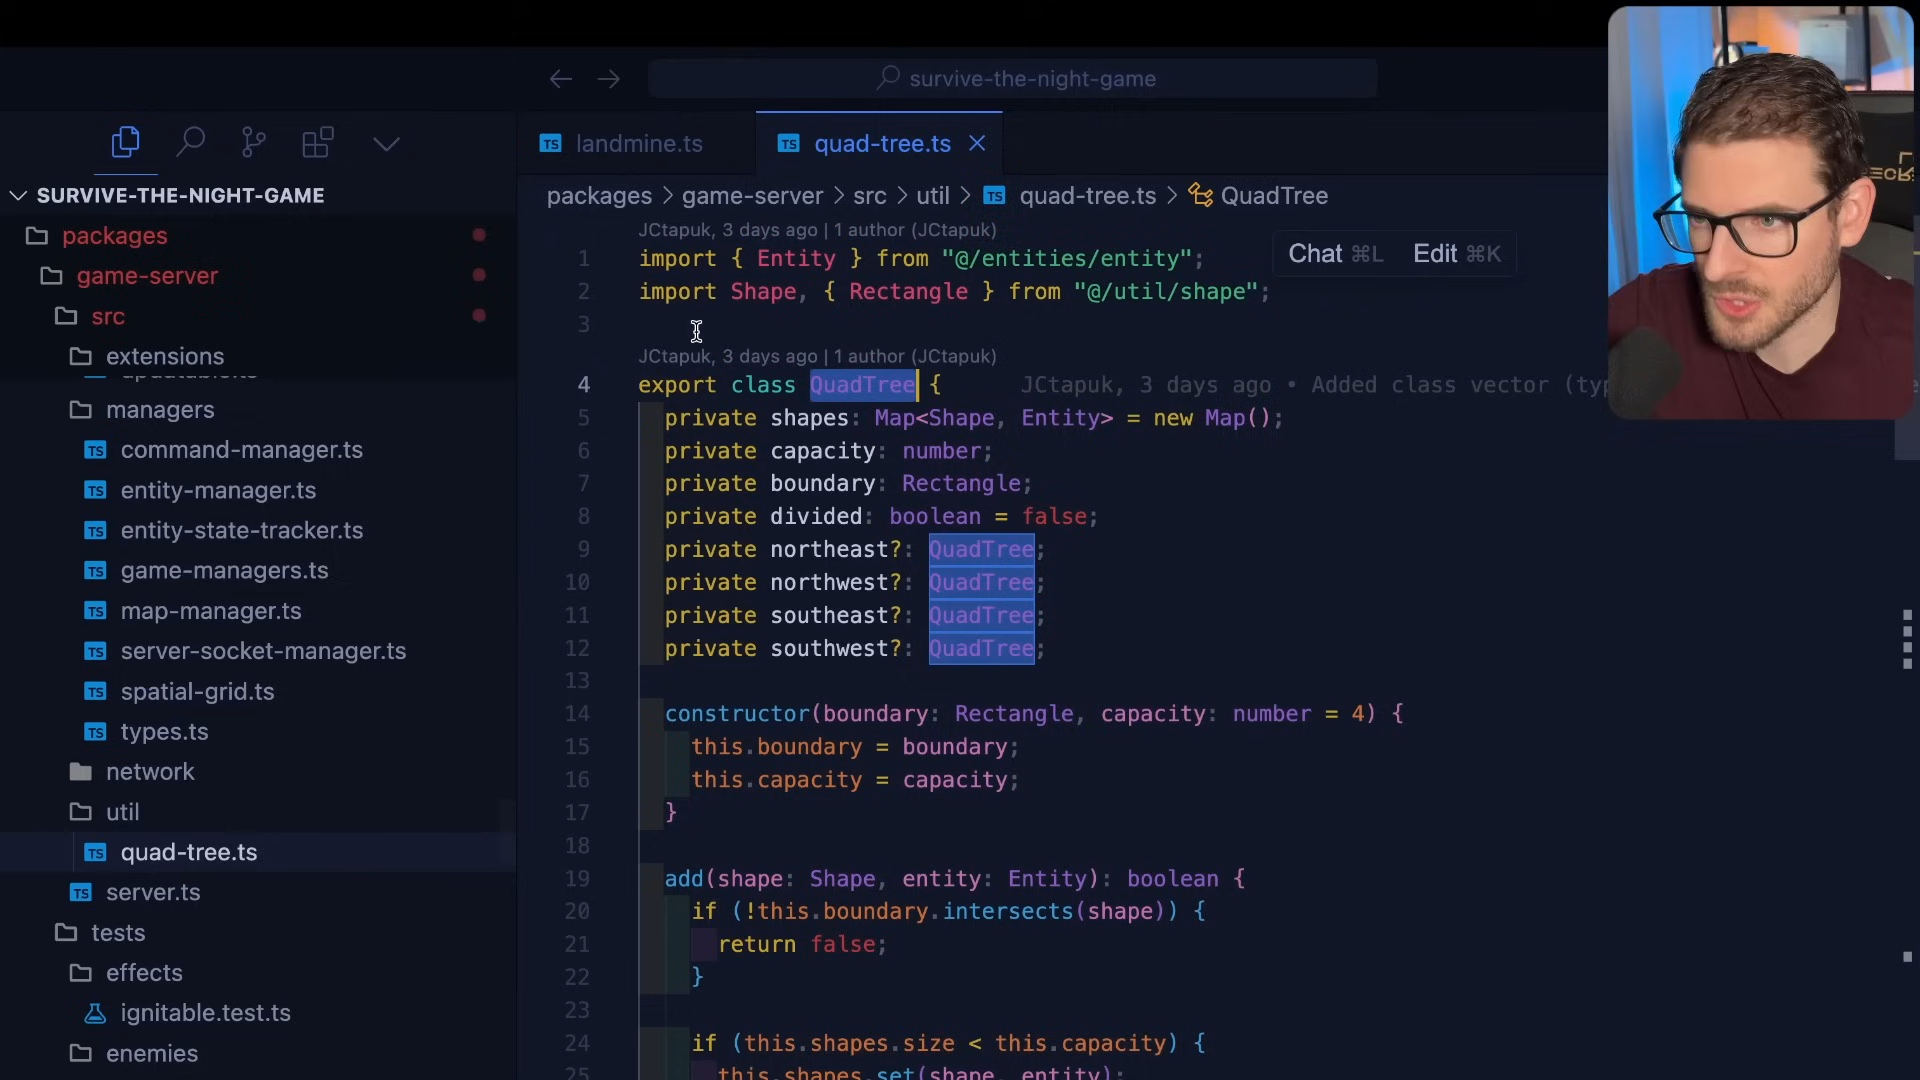 survive-the-night-game
landmine.ts
quad-tree.ts
SURVIVE-THE-NIGHT-GAME
packages
game-server
src
extensions
managers
command-manager.ts
entity-manager.ts
entity-state-tracker.ts
game-managers.ts
map-manager.ts
server-socket-manager.ts
spatial-grid.ts
types.ts
network
util
quad-tree.ts
server.ts
tests
effects
ignitable.test.ts
enemies
packages > game-server > src > util > TS quad-tree.ts > QuadTree
JCtapuk, 3 days ago | 1 author (JCtapuk)
Chat ⌘L Edit ⌘K
1 import { Entity } from "@/entities/entity";
2 import Shape, { Rectangle } from "@/util/shape";
3
JCtapuk, 3 days ago | 1 author (JCtapuk)
4 export class QuadTree { JCtapuk, 3 days ago • Added class vector
5 private shapes: Map<Shape, Entity> = new Map();
6 private capacity: number;
7 private boundary: Rectangle;
8 private divided: boolean = false;
9 private northeast?: QuadTree;
10 private northwest?: QuadTree;
11 private southeast?: QuadTree;
12 private southwest?: QuadTree;
13
14 constructor(boundary: Rectangle, capacity: number = 4) {
15 this.boundary = boundary;
16 this.capacity = capacity;
17 }
18
19 add(shape: Shape, entity: Entity): boolean {
20 if (!this.boundary.intersects(shape)) {
21 return false;
22 }
23
24 if (this.shapes.size < this.capacity) {
25 this.shapes.set(shape, entity);